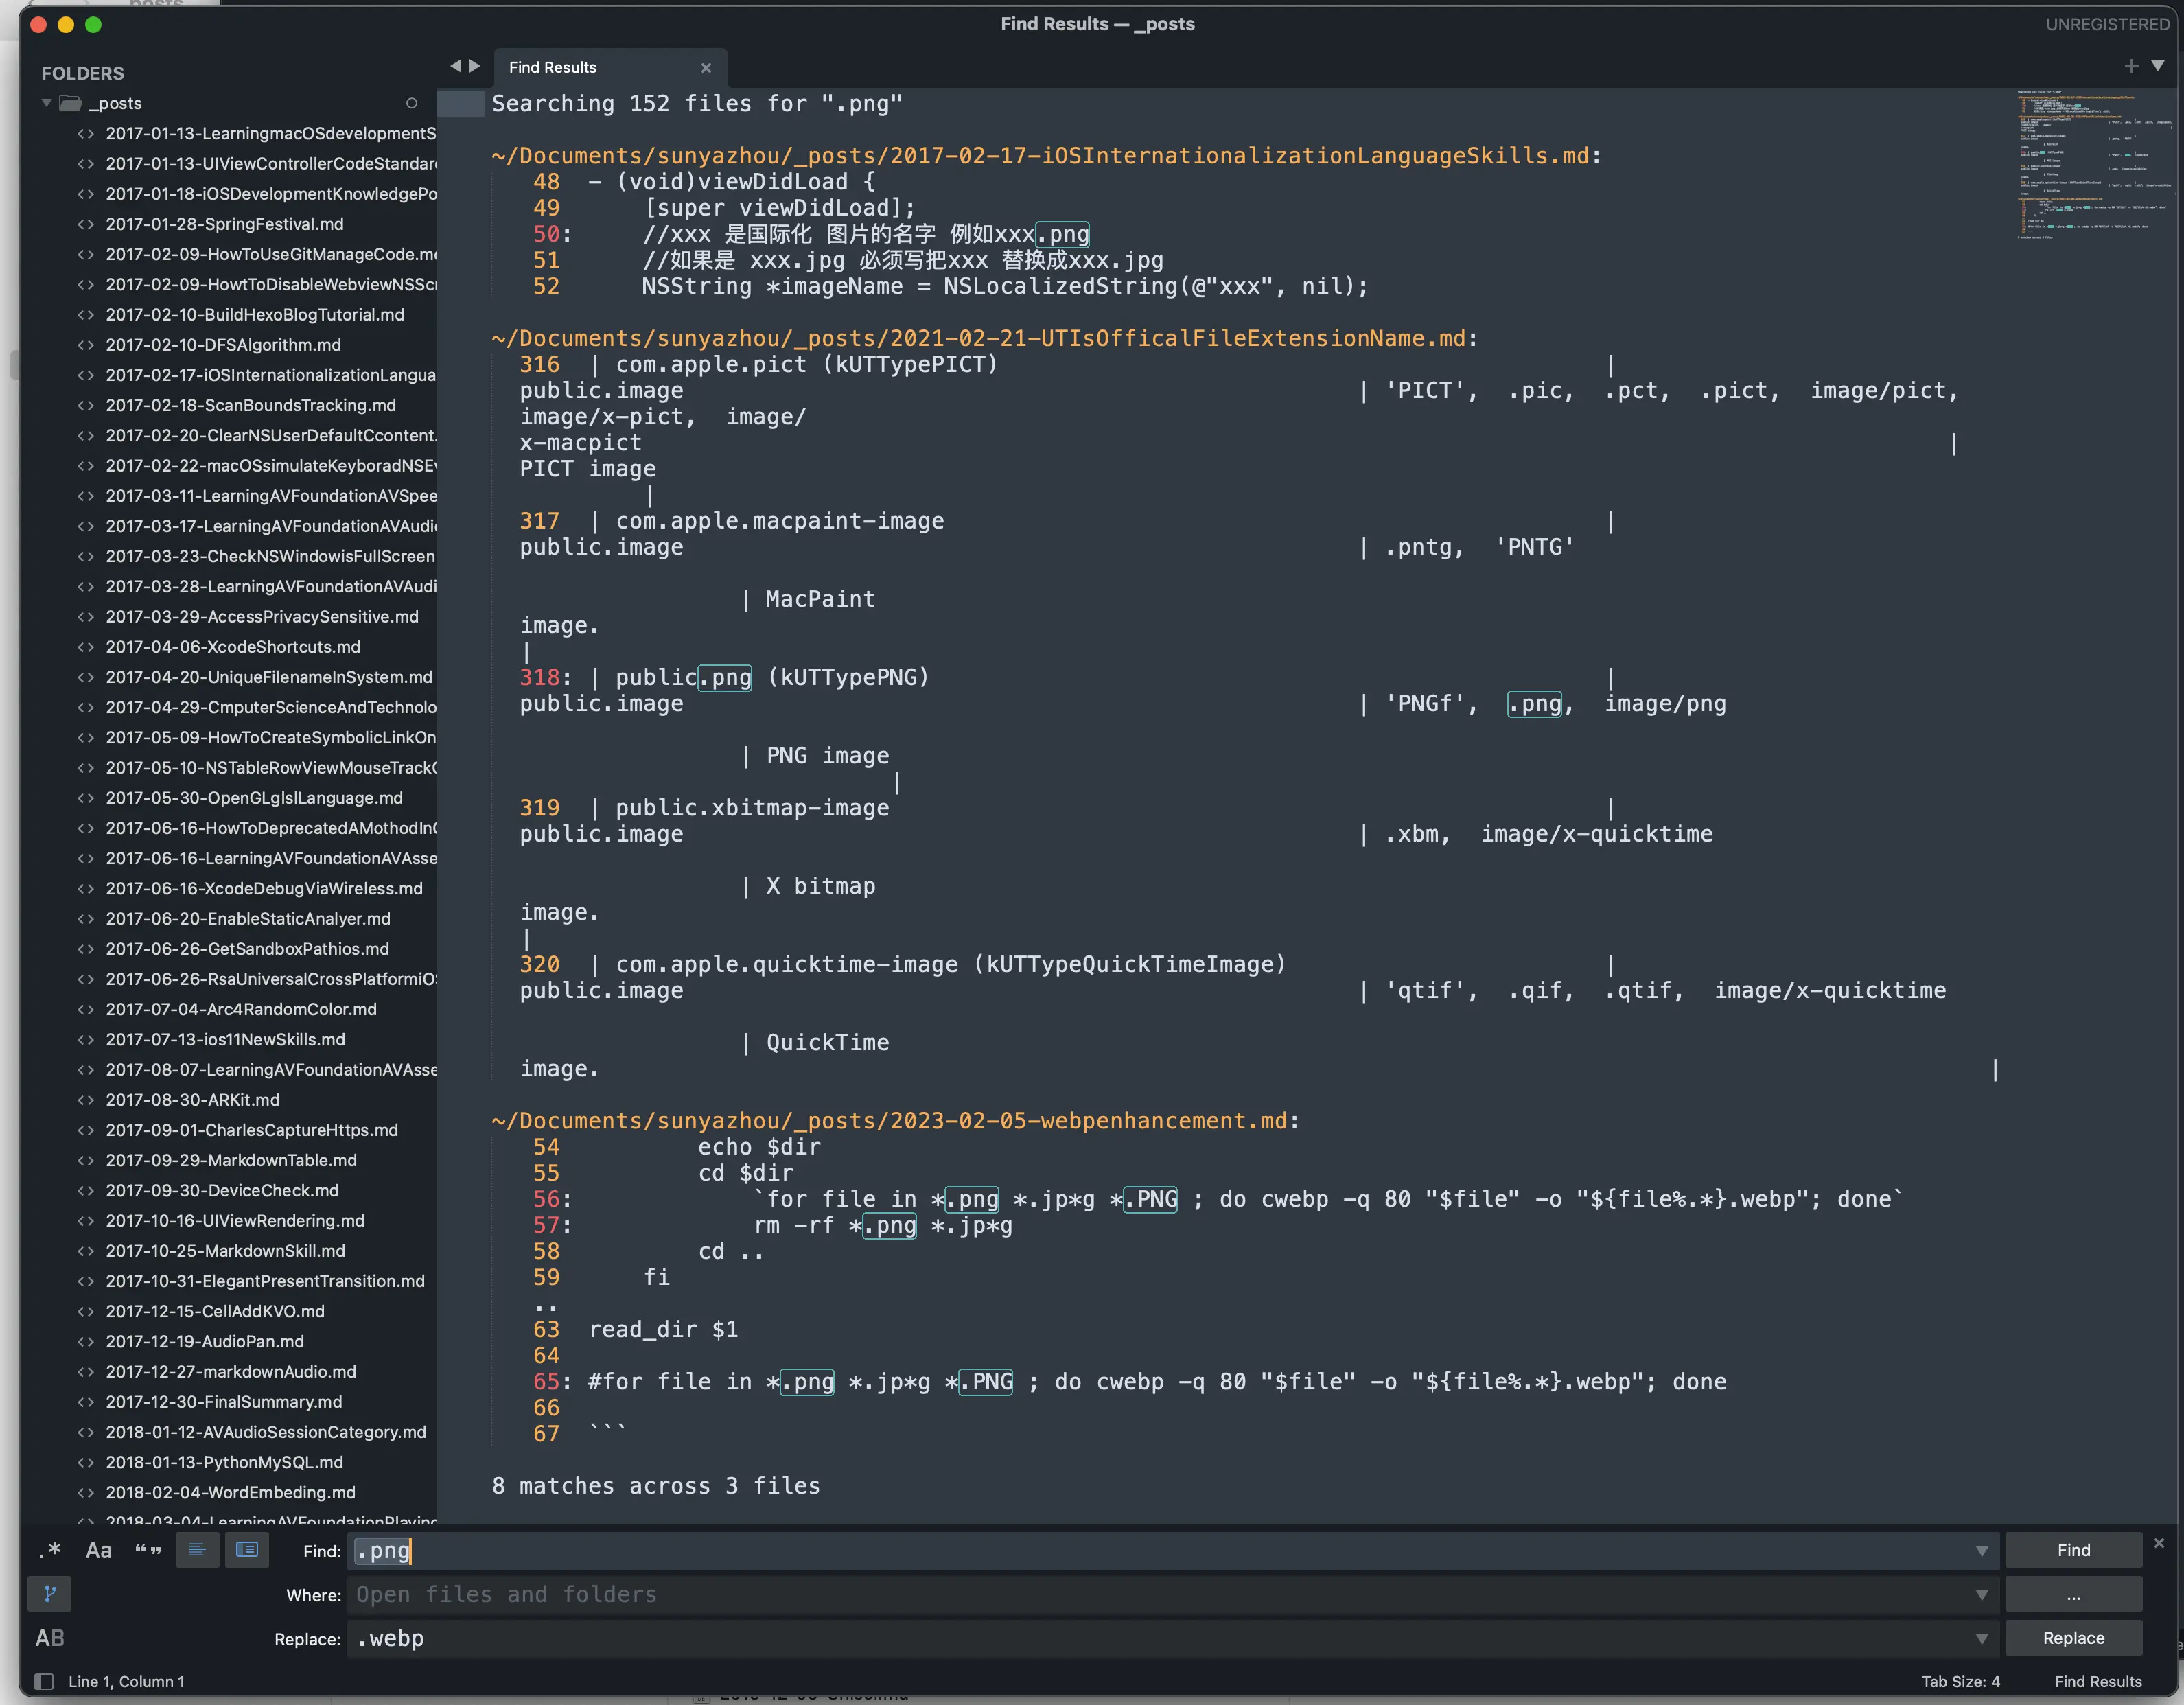 Find Results — _posts
UNREGISTERED
FOLDERS
_posts
2017-01-13-LearningmacOSdevelopmentS
2017-01-13-UIViewControllerCodeStandar
2017-01-18-iOSDevelopmentKnowledgePo
2017-01-28-SpringFestival.md
2017-02-09-HowToUseGitManageCode.m
2017-02-09-HowtToDisableWebviewNSScr
2017-02-10-BuildHexoBlogTutorial.md
2017-02-10-DFSAlgorithm.md
2017-02-17-iOSInternationalizationLangua
2017-02-18-ScanBoundsTracking.md
2017-02-20-ClearNSUserDefaultCcontent.
2017-02-22-macOSsimulateKeyboradNSEv
2017-03-11-LearningAVFoundationAVSpee
2017-03-17-LearningAVFoundationAVAudi
2017-03-23-CheckNSWindowisFullScreen
2017-03-28-LearningAVFoundationAVAudi
2017-03-29-AccessPrivacySensitive.md
2017-04-06-XcodeShortcuts.md
2017-04-20-UniqueFilenameInSystem.md
2017-04-29-CmputerScienceAndTechnolo
2017-05-09-HowToCreateSymbolicLinkOn
2017-05-10-NSTableRowViewMouseTrack
2017-05-30-OpenGLglslLanguage.md
2017-06-16-HowToDeprecatedAMothodIn
2017-06-16-LearningAVFoundationAVAsse
2017-06-16-XcodeDebugViaWireless.md
2017-06-20-EnableStaticAnalyer.md
2017-06-26-GetSandboxPathios.md
2017-06-26-RsaUniversalCrossPlatformiO
2017-07-04-Arc4RandomColor.md
2017-07-13-ios11NewSkills.md
2017-08-07-LearningAVFoundationAVAsse
2017-08-30-ARKit.md
2017-09-01-CharlesCaptureHttps.md
2017-09-29-MarkdownTable.md
2017-09-30-DeviceCheck.md
2017-10-16-UIViewRendering.md
2017-10-25-MarkdownSkill.md
2017-10-31-ElegantPresentTransition.md
2017-12-15-CellAddKVO.md
2017-12-19-AudioPan.md
2017-12-27-markdownAudio.md
2017-12-30-FinalSummary.md
2018-01-12-AVAudioSessionCategory.md
2018-01-13-PythonMySQL.md
2018-02-04-WordEmbeding.md
2018-03-04-LearningAVFoundationPlaying
Find Results
Searching 152 files for ".png"
~/Documents/sunyazhou/_posts/2017-02-17-iOSInternationalizationLanguageSkills.md:
48 - (void)viewDidLoad {
49 [super viewDidLoad];
50: //xxx 是国际化 图片的名字 例如xxx.png
51 //如果是 xxx.jpg 必须写把xxx 替换成xxx.jpg
52 NSString *imageName = NSLocalizedString(@"xxx", nil);
~/Documents/sunyazhou/_posts/2021-02-21-UTIsOfficalFileExtensionName.md:
316 | com.apple.pict (kUTTypePICT) |
public.image | 'PICT', .pic, .pct, .pict, image/pict,
image/x-pict, image/
x-macpict |
PICT image
|
317 | com.apple.macpaint-image |
public.image | .pntg, 'PNTG'
| MacPaint
image.
|
318: | public.png (kUTTypePNG) |
public.image | 'PNGf', .png, image/png
| PNG image
|
319 | public.xbitmap-image |
public.image | .xbm, image/x-quicktime
| X bitmap
image.
|
320 | com.apple.quicktime-image (kUTTypeQuickTimeImage) |
public.image | 'qtif', .qif, .qtif, image/x-quicktime
| QuickTime
image. |
~/Documents/sunyazhou/_posts/2023-02-05-webpenhancement.md:
54 echo $dir
55 cd $dir
56: `for file in *.png *.jp*g *.PNG ; do cwebp -q 80 "$file" -o "${file%.*}.webp"; done`
57: rm -rf *.png *.jp*g
58 cd ..
59 fi
..
63 read_dir $1
64
65: #for file in *.png *.jp*g *.PNG ; do cwebp -q 80 "$file" -o "${file%.*}.webp"; done
66
67 ```
8 matches across 3 files
.* Aa “” Find: .png Find
Where: Open files and folders ...
AB Replace: .webp Replace
Line 1, Column 1 Tab Size: 4 Find Results